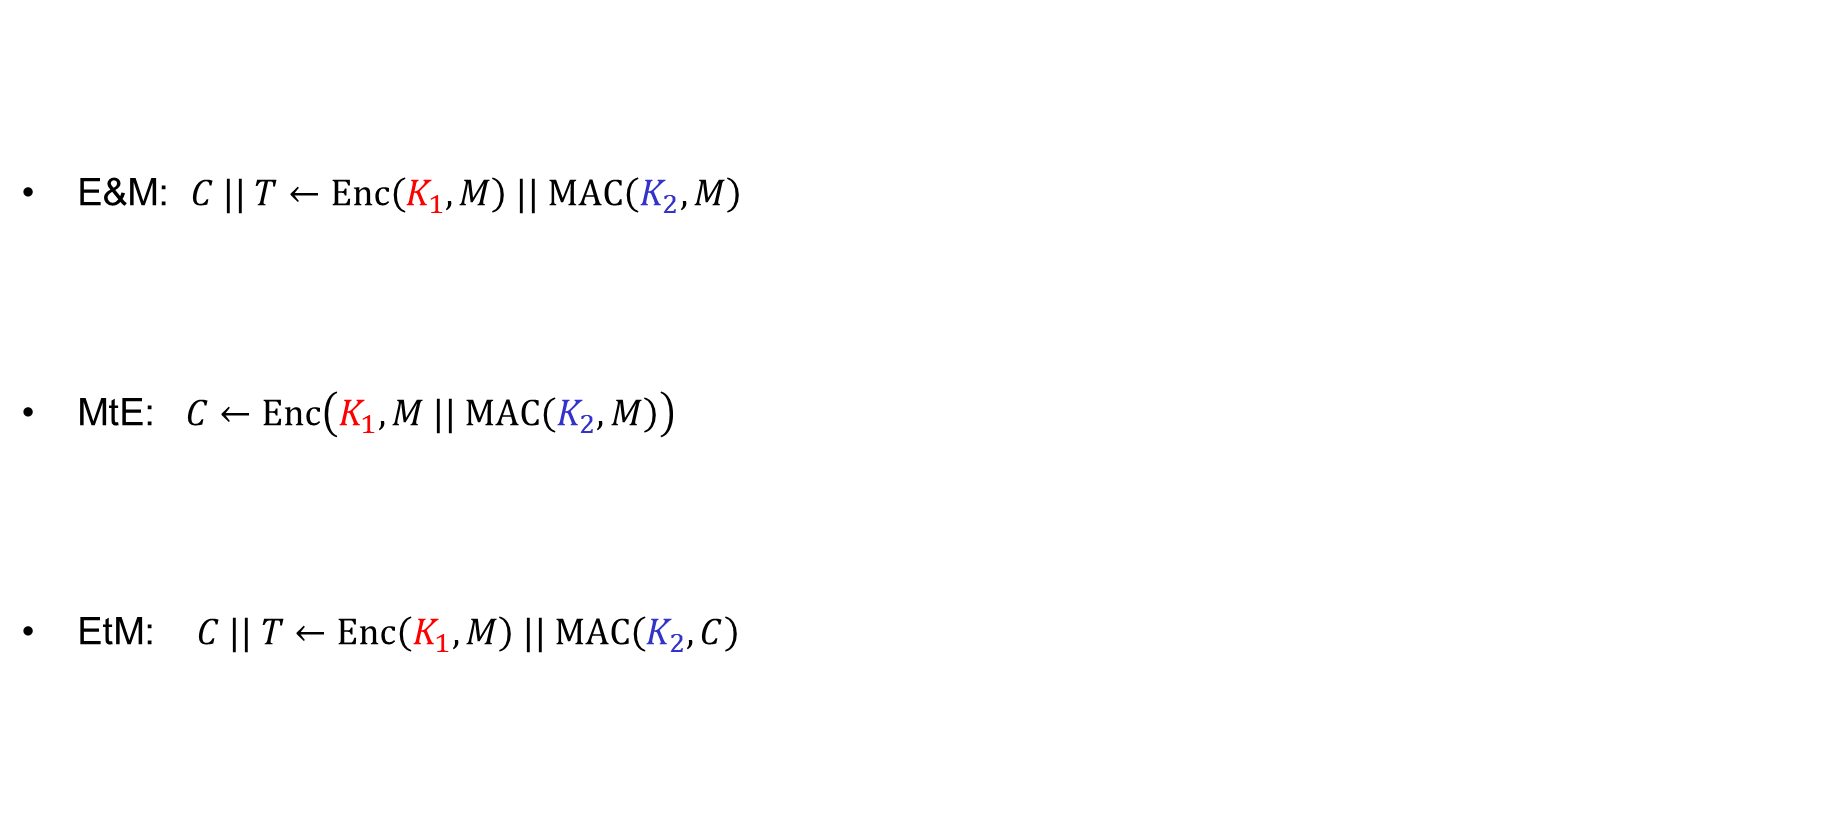 • E&M: C || T ← Enc(K₁, M) || MAC(K₂, M)
• MtE: C ← Enc(K₁, M || MAC(K₂, M))
• EtM: C || T ← Enc(K₁, M) || MAC(K₂, C)